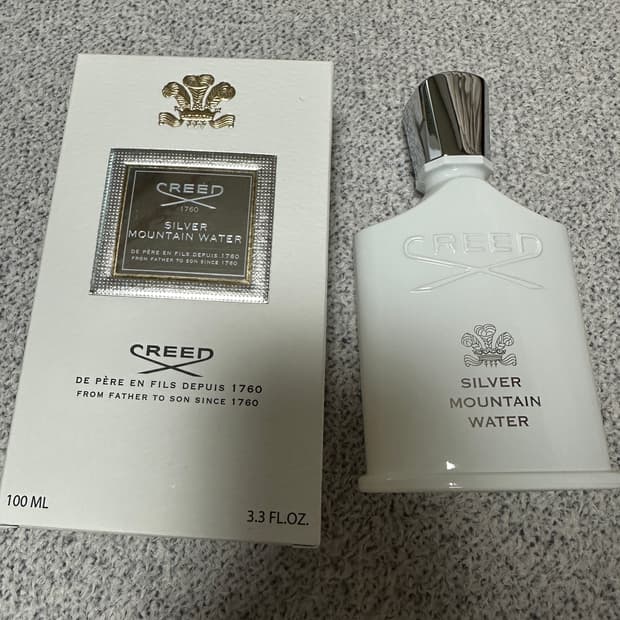 CREED
1760
SILVER
MOUNTAIN WATER
DE PÈRE EN FILS DEPUIS 1760
FROM FATHER TO SON SINCE 1760
CREED
DE PÈRE EN FILS DEPUIS 1760
FROM FATHER TO SON SINCE 1760
100 ML
3.3 FL.OZ.
CREED
SILVER
MOUNTAIN
WATER